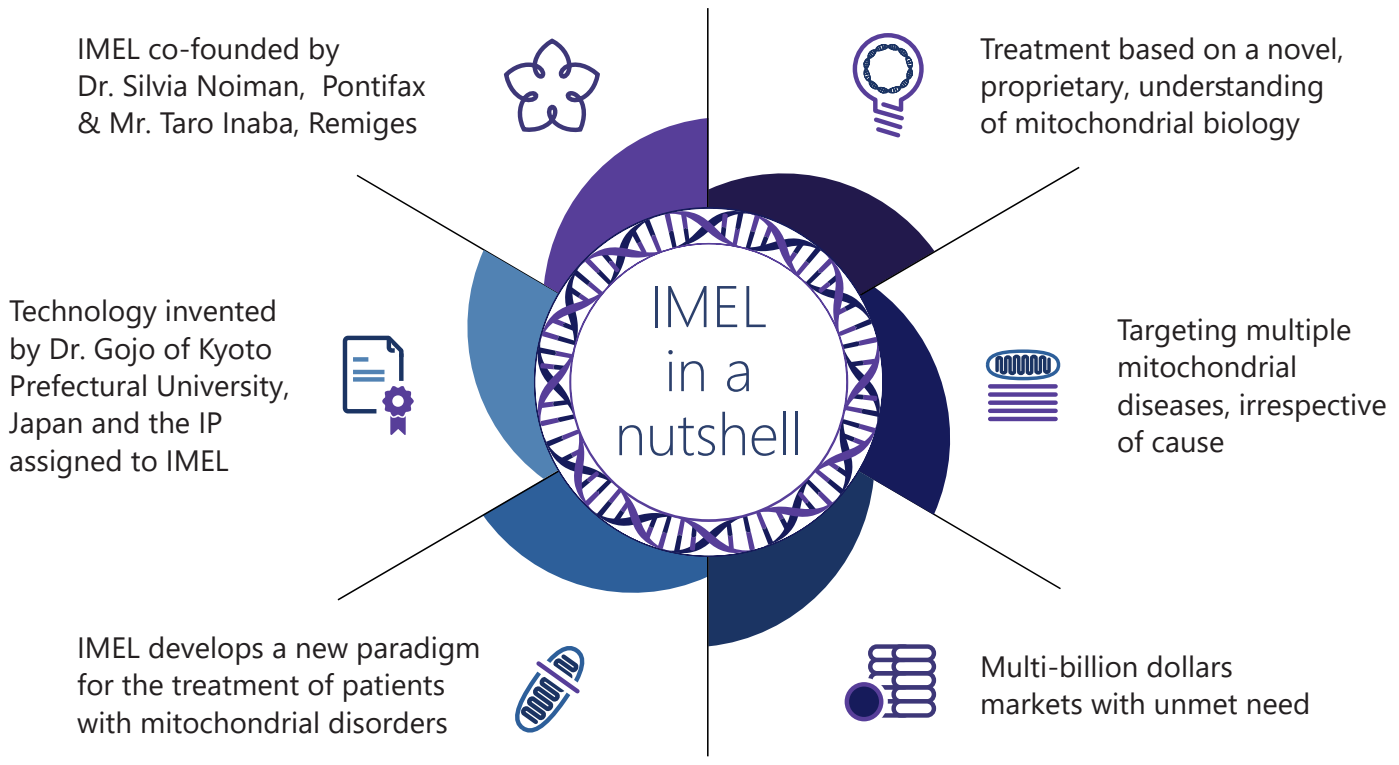 IMEL co-founded by
Dr. Silvia Noiman,  Pontifax
& Mr. Taro Inaba, Remiges
Treatment based on a novel,
proprietary, understanding
of mitochondrial biology
Technology invented
by Dr. Gojo of Kyoto
Prefectural University,
Japan and the IP
assigned to IMEL
IMEL
in a
nutshell
Targeting multiple
mitochondrial
diseases, irrespective
of cause
IMEL develops a new paradigm
for the treatment of patients
with mitochondrial disorders
Multi-billion dollars
markets with unmet need